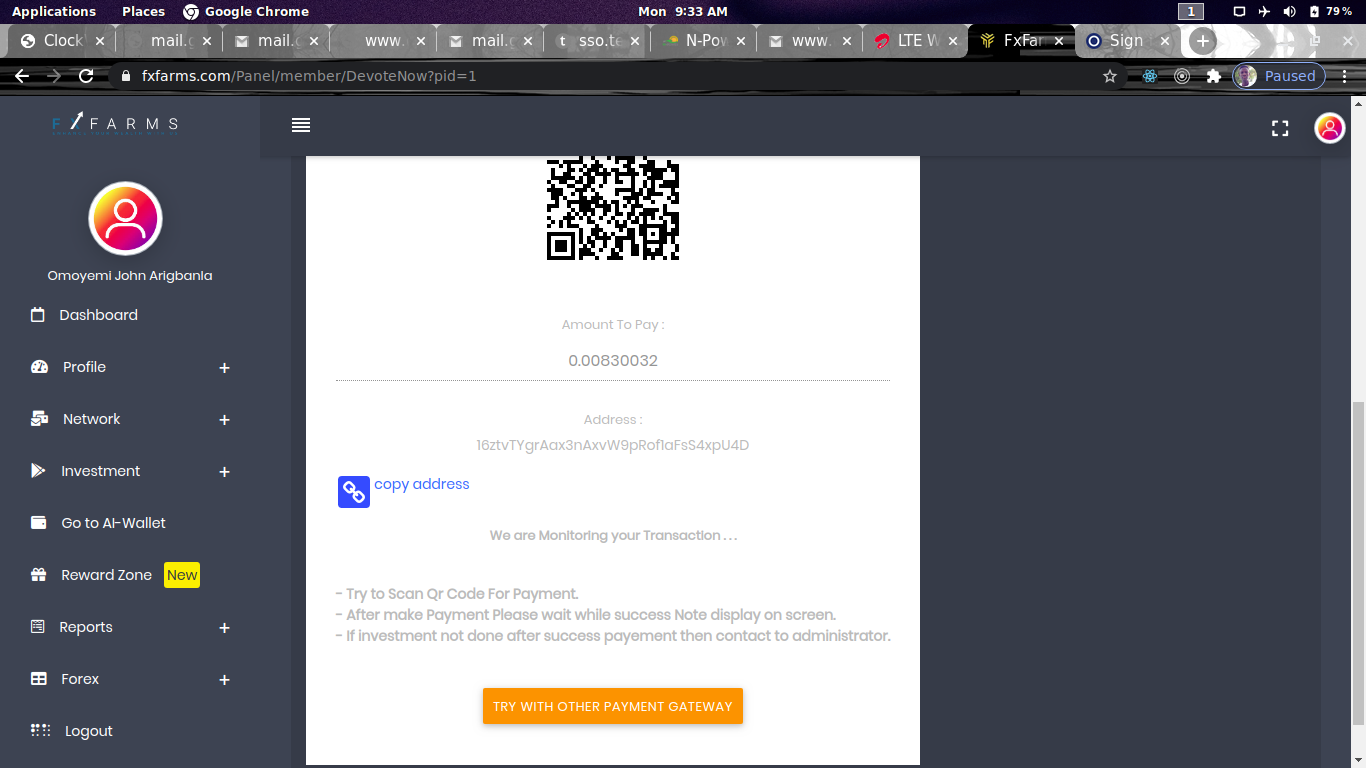 Applications Places Google Chrome Mon 9:33 AM 1 79%
Clock mail.g mail.g www. mail.g sso.te N-Pow www. LTE W FxFar Sign
fxfarms.com/Panel/member/DevoteNow?pid=1 Paused
FXFARMS
Omoyemi John Arigbanla
Dashboard
Profile +
Network +
Investment +
Go to AI-Wallet
Reward Zone New
Reports +
Forex +
Logout
Amount To Pay :
0.00830032
Address :
16ztvTYgrAax3nAxvW9pRof1aFsS4xpU4D
copy address
We are Monitoring your Transaction . . .
- Try to Scan Qr Code For Payment.
- After make Payment Please wait while success Note display on screen.
- If investment not done after success payement then contact to administrator.
TRY WITH OTHER PAYMENT GATEWAY